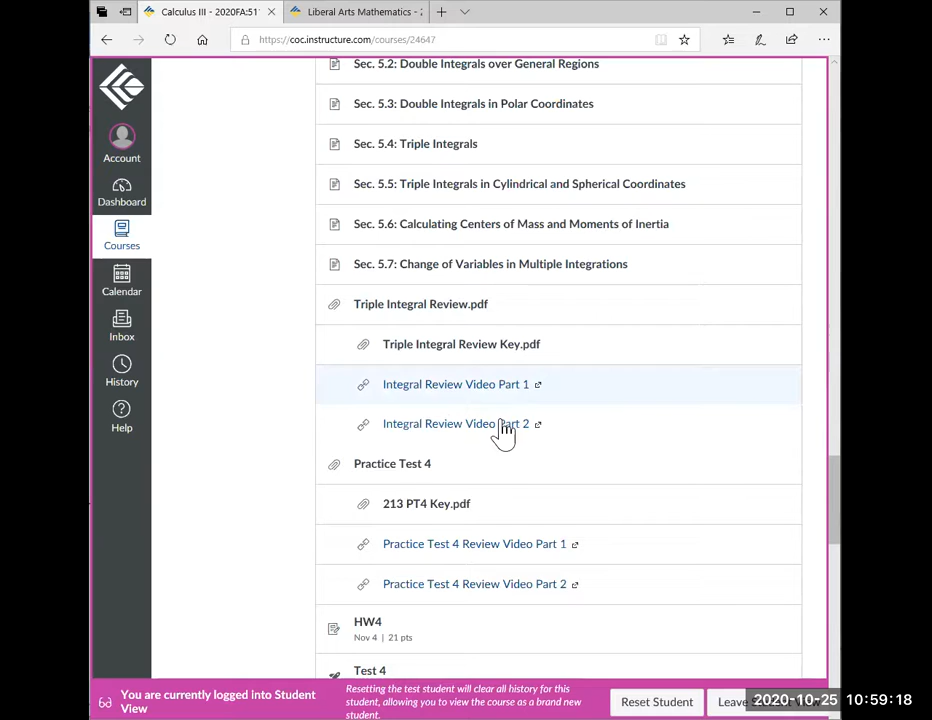 Calculus III - 2020FA:51
Liberal Arts Mathematics - 2
https://coc.instructure.com/courses/24647
Sec. 5.2: Double Integrals over General Regions
Sec. 5.3: Double Integrals in Polar Coordinates
Sec. 5.4: Triple Integrals
Sec. 5.5: Triple Integrals in Cylindrical and Spherical Coordinates
Sec. 5.6: Calculating Centers of Mass and Moments of Inertia
Sec. 5.7: Change of Variables in Multiple Integrations
Triple Integral Review.pdf
Triple Integral Review Key.pdf
Integral Review Video Part 1
Integral Review Video Part 2
Practice Test 4
213 PT4 Key.pdf
Practice Test 4 Review Video Part 1
Practice Test 4 Review Video Part 2
HW4
Nov 4 | 21 pts
Test 4
Account
Dashboard
Courses
Calendar
Inbox
History
Help
You are currently logged into Student
View
Resetting the test student will clear all history for this
student, allowing you to view the course as a brand new
student.
Reset Student
Leave
2020-10-25 10:59:18